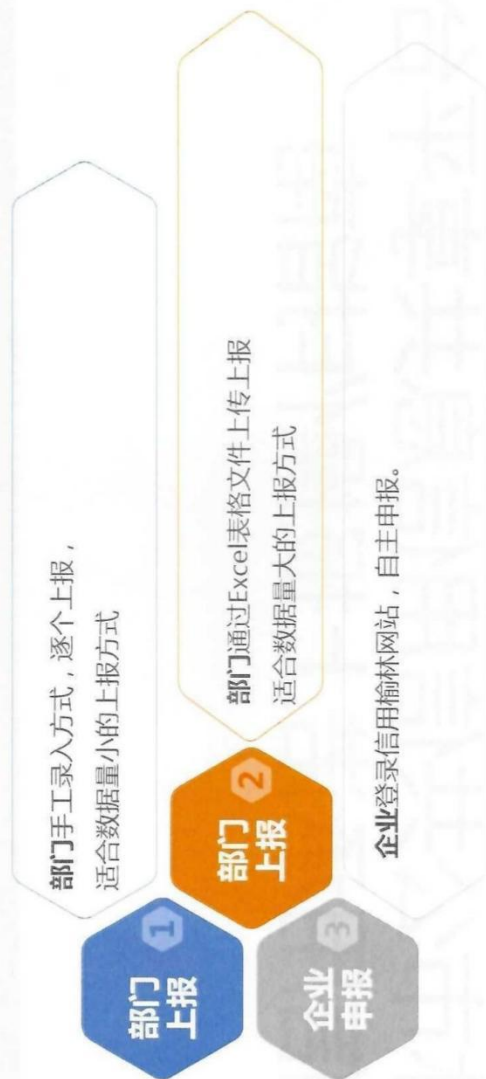 部门
上报
1
部门手工录入方式，逐个上报，
适合数据量小的上报方式
部门
上报
2
部门通过Excel表格文件上传上报
适合数据量大的上报方式
企业
申报
3
企业登录信用榆林网站，自主申报。